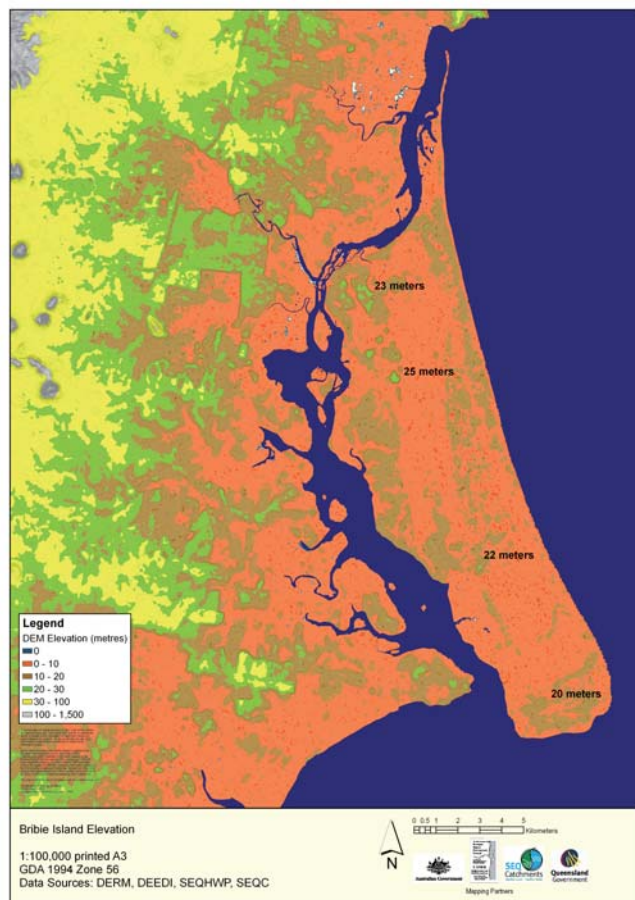 23 meters
25 meters
22 meters
20 meters
Legend
DEM Elevation (metres)
0
0 - 10
10 - 20
20 - 30
30 - 100
100 - 1,500
Bribie Island Elevation
1:100,000 printed A3
GDA 1994 Zone 56
Data Sources: DERM, DEEDI, SEQHWP, SEQC
N
0 0.5 1 2 3 4 5
Kilometers
Australian Government
SEQ
Catchments
Queensland
Government
Mapping Partners